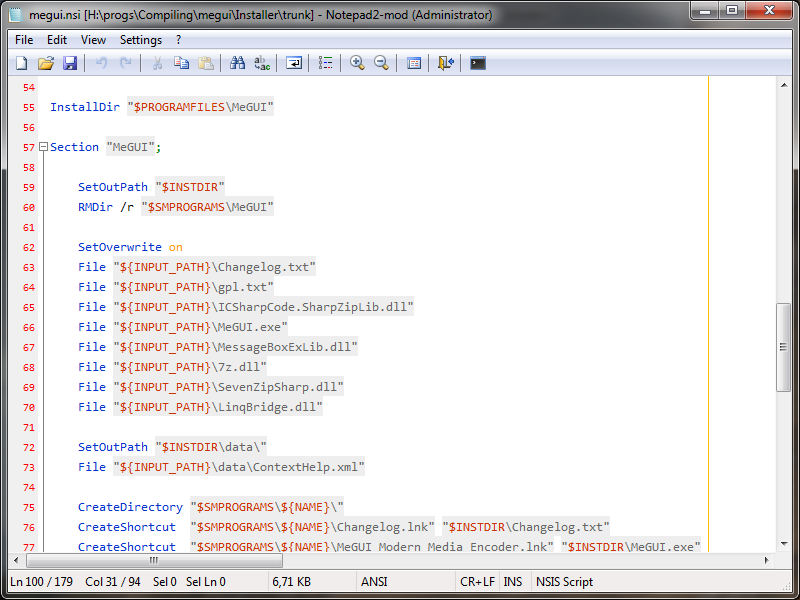 megui.nsi [H:\progs\Compiling\megui\Installer\trunk] - Notepad2-mod (Administrator)
File Edit View Settings ?
54
55 InstallDir "$PROGRAMFILES\MeGUI"
56
57 Section "MeGUI";
58
59 SetOutPath "$INSTDIR"
60 RMDir /r "$SMPROGRAMS\MeGUI"
61
62 SetOverwrite on
63 File "${INPUT_PATH}\Changelog.txt"
64 File "${INPUT_PATH}\gpl.txt"
65 File "${INPUT_PATH}\ICSharpCode.SharpZipLib.dll"
66 File "${INPUT_PATH}\MeGUI.exe"
67 File "${INPUT_PATH}\MessageBoxExLib.dll"
68 File "${INPUT_PATH}\7z.dll"
69 File "${INPUT_PATH}\SevenZipSharp.dll"
70 File "${INPUT_PATH}\LinqBridge.dll"
71
72 SetOutPath "$INSTDIR\data\"
73 File "${INPUT_PATH}\data\ContextHelp.xml"
74
75 CreateDirectory "$SMPROGRAMS\${NAME}\"
76 CreateShortcut "$SMPROGRAMS\${NAME}\Changelog.lnk" "$INSTDIR\Changelog.txt"
77 CreateShortcut "$SMPROGRAMS\${NAME}\MeGUI Modern Media Encoder.lnk" "$INSTDIR\MeGUI.exe"
Ln 100 / 179 Col 31 / 94 Sel 0 Sel Ln 0 6,71 KB ANSI CR+LF INS NSIS Script